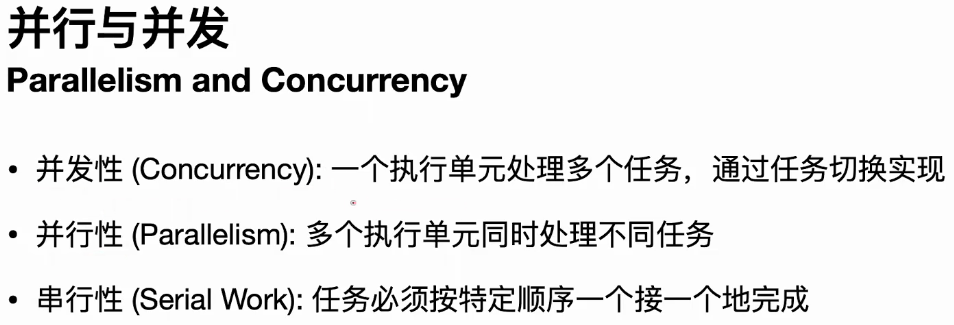 并行与并发
Parallelism and Concurrency
• 并发性 (Concurrency): 一个执行单元处理多个任务，通过任务切换实现
• 并行性 (Parallelism): 多个执行单元同时处理不同任务
• 串行性 (Serial Work): 任务必须按特定顺序一个接一个地完成